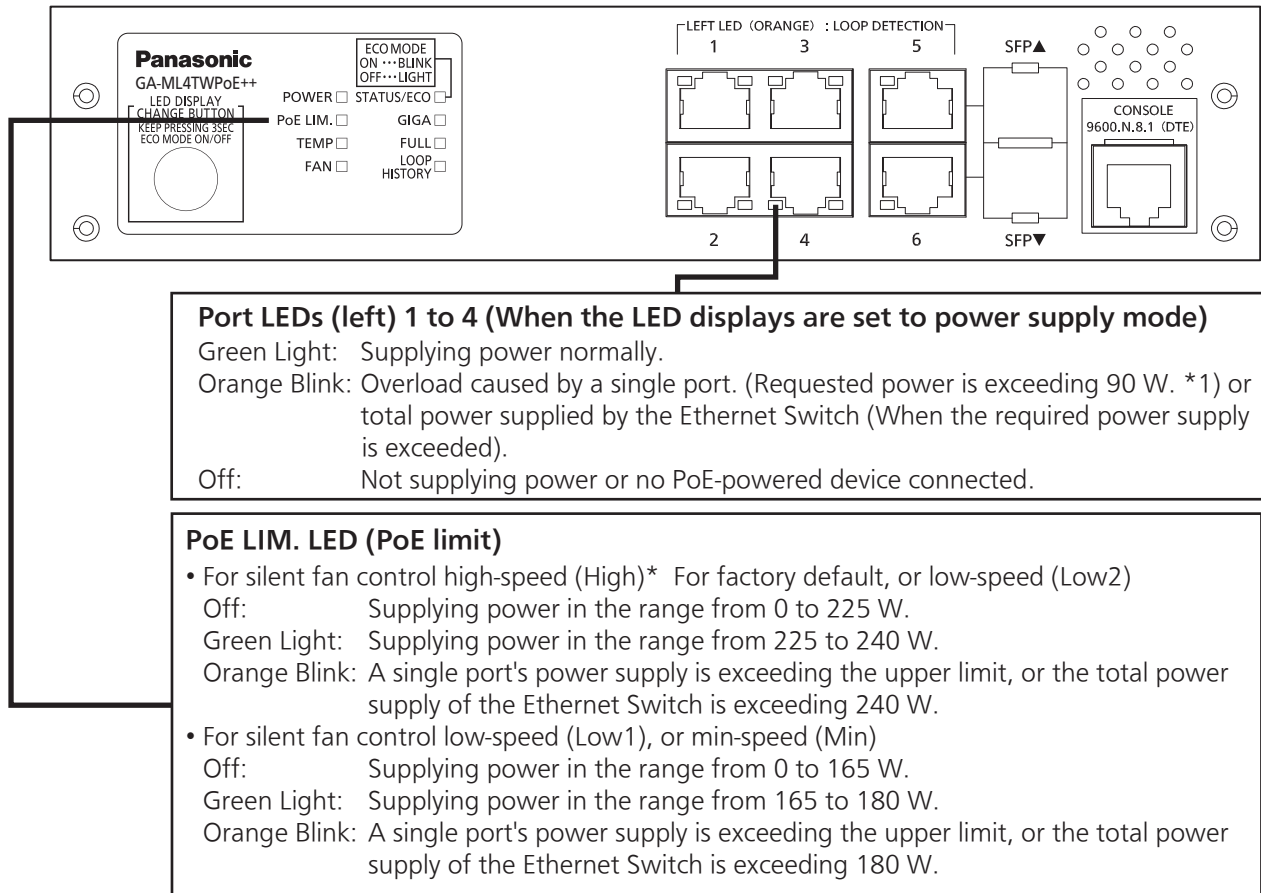 LEFT LED (ORANGE) : LOOP DETECTION
1 3 5 SFP▲
Panasonic
GA-ML4TWPoE++
LED DISPLAY
CHANGE BUTTON
KEEP PRESSING 3SEC
ECO MODE ON/OFF
ECO MODE
ON ···BLINK
OFF···LIGHT
POWER □ STATUS/ECO □
PoE LIM. □ GIGA □
TEMP □ FULL □
FAN □ LOOP
HISTORY □
CONSOLE
9600.N.8.1 (DTE)
2 4 6 SFP▼
Port LEDs (left) 1 to 4 (When the LED displays are set to power supply mode)
Green Light: Supplying power normally.
Orange Blink: Overload caused by a single port. (Requested power is exceeding 90 W. *1) or
total power supplied by the Ethernet Switch (When the required power supply
is exceeded).
Off: Not supplying power or no PoE-powered device connected.
PoE LIM. LED (PoE limit)
• For silent fan control high-speed (High)* For factory default, or low-speed (Low2)
Off: Supplying power in the range from 0 to 225 W.
Green Light: Supplying power in the range from 225 to 240 W.
Orange Blink: A single port's power supply is exceeding the upper limit, or the total power
supply of the Ethernet Switch is exceeding 240 W.
• For silent fan control low-speed (Low1), or min-speed (Min)
Off: Supplying power in the range from 0 to 165 W.
Green Light: Supplying power in the range from 165 to 180 W.
Orange Blink: A single port's power supply is exceeding the upper limit, or the total power
supply of the Ethernet Switch is exceeding 180 W.